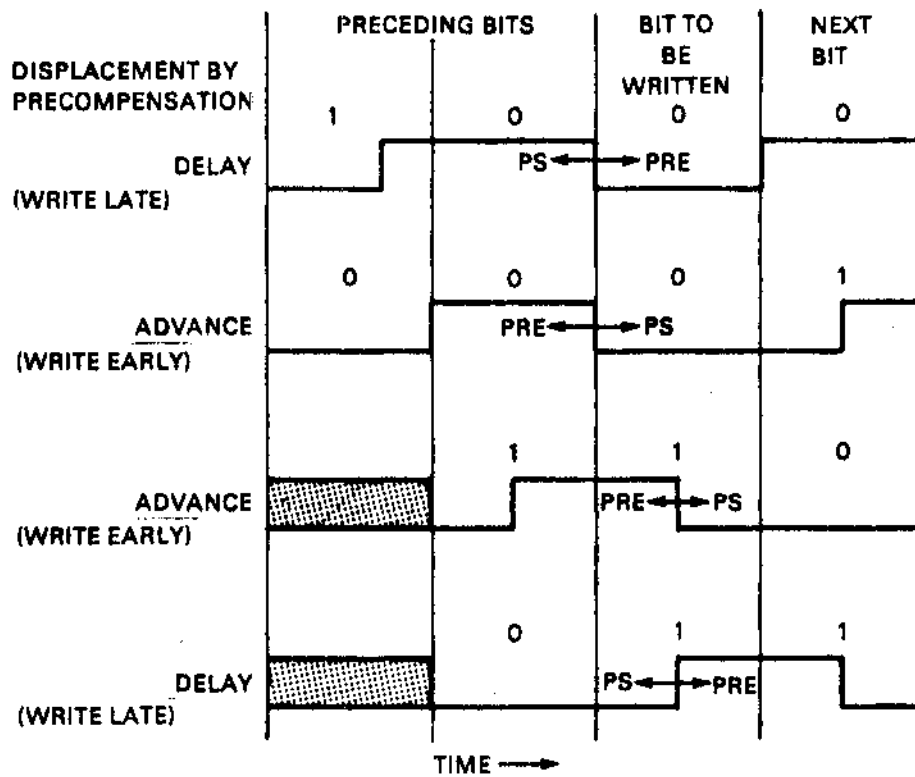 PRECEDING BITS
BIT TO
BE
WRITTEN
NEXT
BIT
DISPLACEMENT BY
PRECOMPENSATION
1 0 0 0
DELAY
(WRITE LATE)
PS PRE
0 0 0 1
ADVANCE
(WRITE EARLY)
PRE PS
1 1 0
ADVANCE
(WRITE EARLY)
PRE PS
0 1 1
DELAY
(WRITE LATE)
PS PRE
TIME